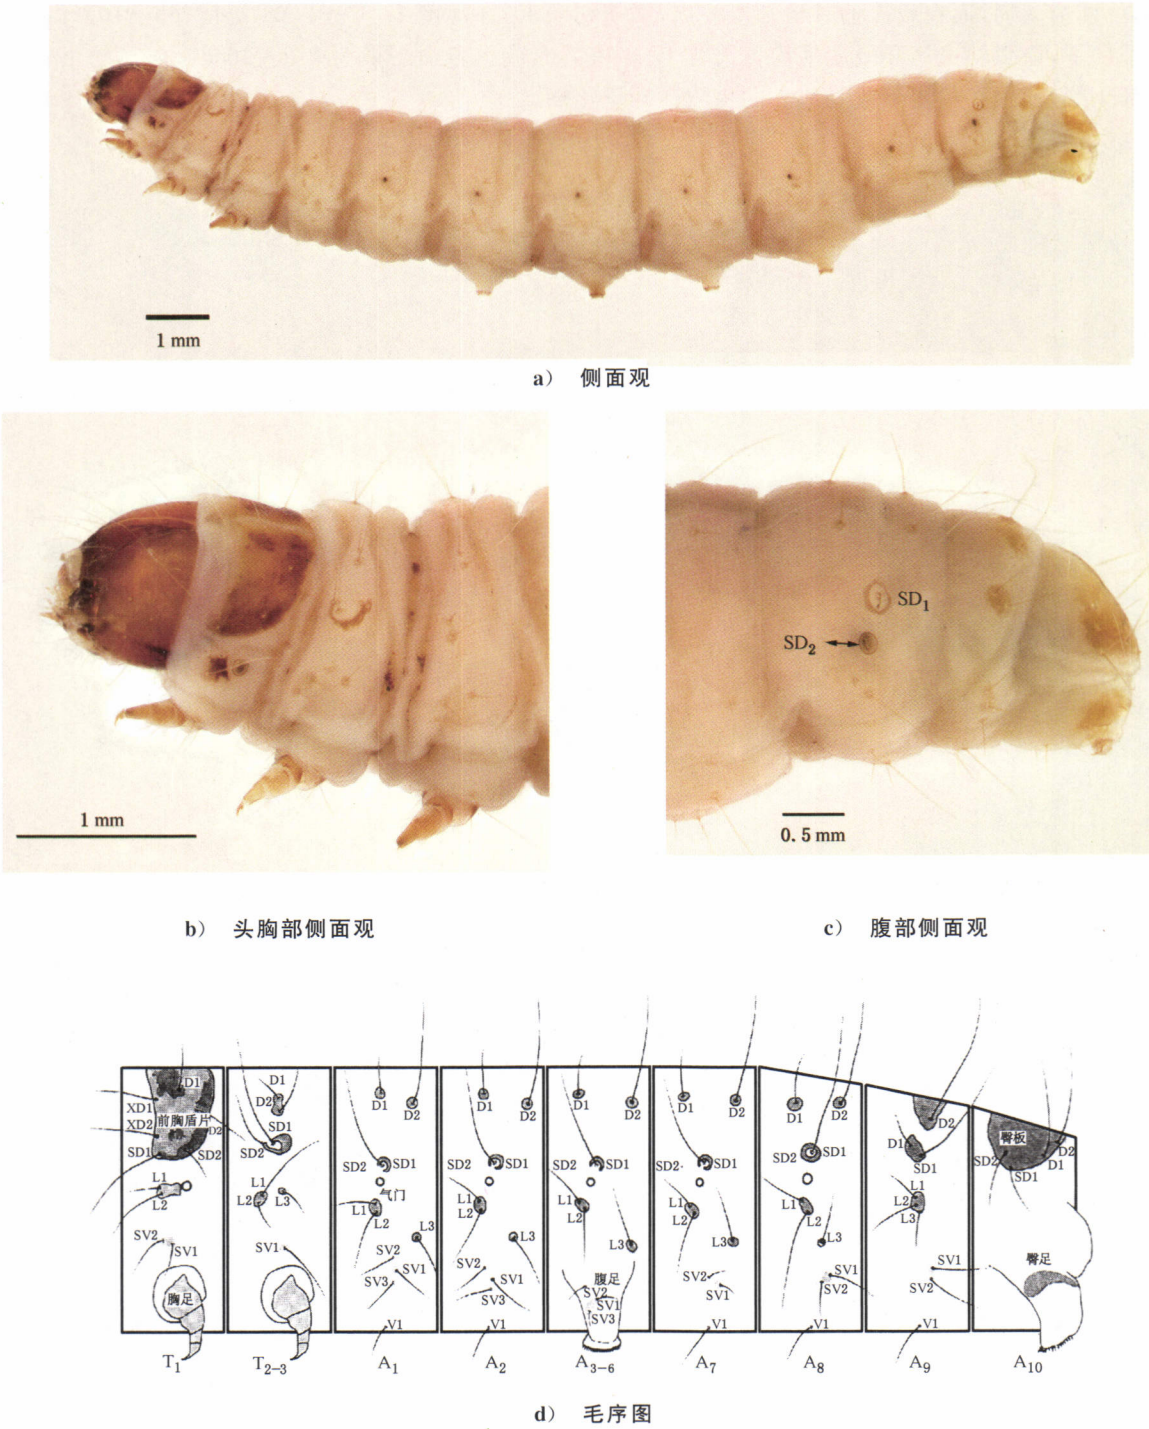 1 mm
a） 侧面观
SD₁
SD₂
1 mm
0.5 mm
b） 头胸部侧面观
c） 腹部侧面观
D1 D1 D2 D1 D2 D1 D2 D1 D2 D1 D2 D1 D2 D2
XD1 前胸盾片 臀板
XD2 D2 SD1 D1 D2
SD1 SD2 SD2 SD2 SD1 SD2 SD1 SD2 SD1 SD2 SD1 SD2 SD1 SD1 SD2 SD1 D1
L1 L2 L1 L2 L3 气门 L1 L2 L3 L1 L2 L3 L1 L2 L3 L1 L2 L3 L1 L2 L3 L1 L2 L3
SV2 SV1 SV1 SV2 SV1 SV3 SV2 SV1 SV3 腹足 SV2 SV1 SV3 SV2 SV1 SV1 SV2 SV1 SV2 臀足
胸足 V1 V1 V1 V1 V1
T₁ T₂₋₃ A₁ A₂ A₃₋₆ A₇ A₈ A₉ A₁₀
d） 毛序图